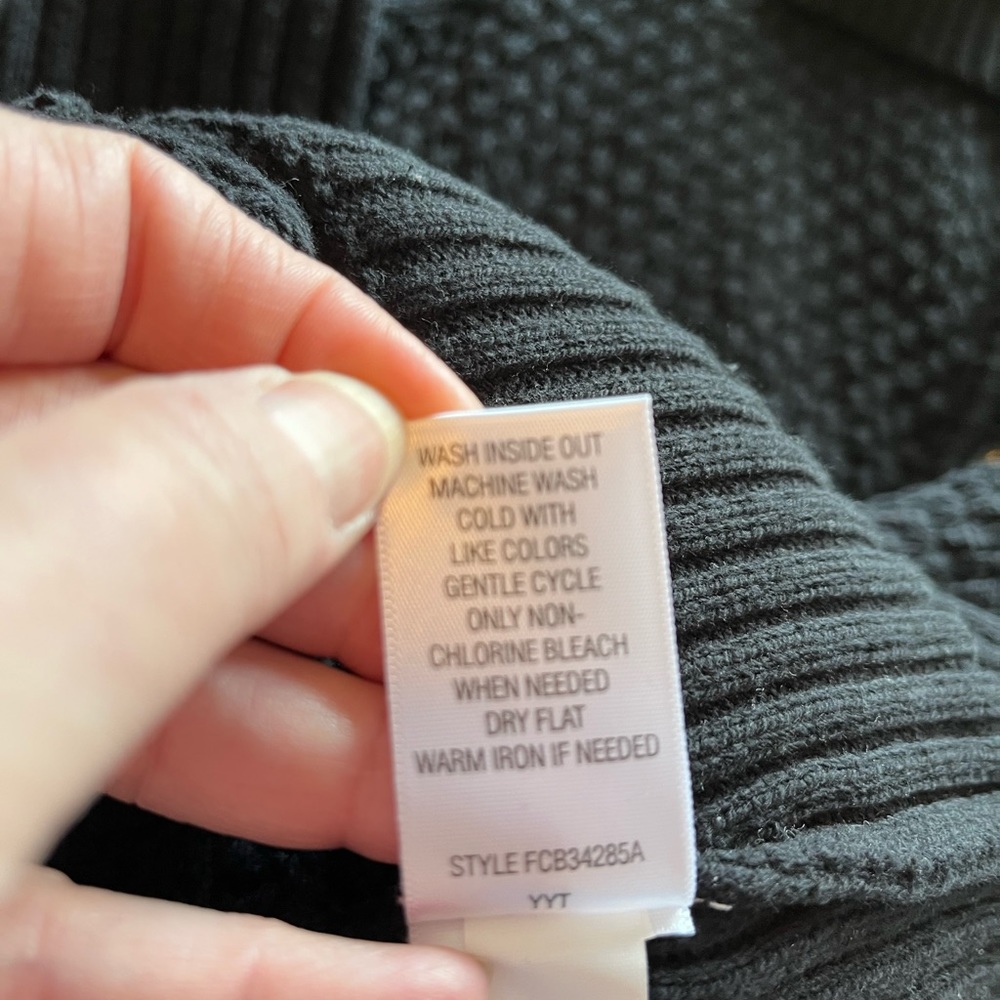 WASH INSIDE OUT
MACHINE WASH
COLD WITH
LIKE COLORS
GENTLE CYCLE
ONLY NON-
CHLORINE BLEACH
WHEN NEEDED
DRY FLAT
WARM IRON IF NEEDED
STYLE FCB34285A
YYT